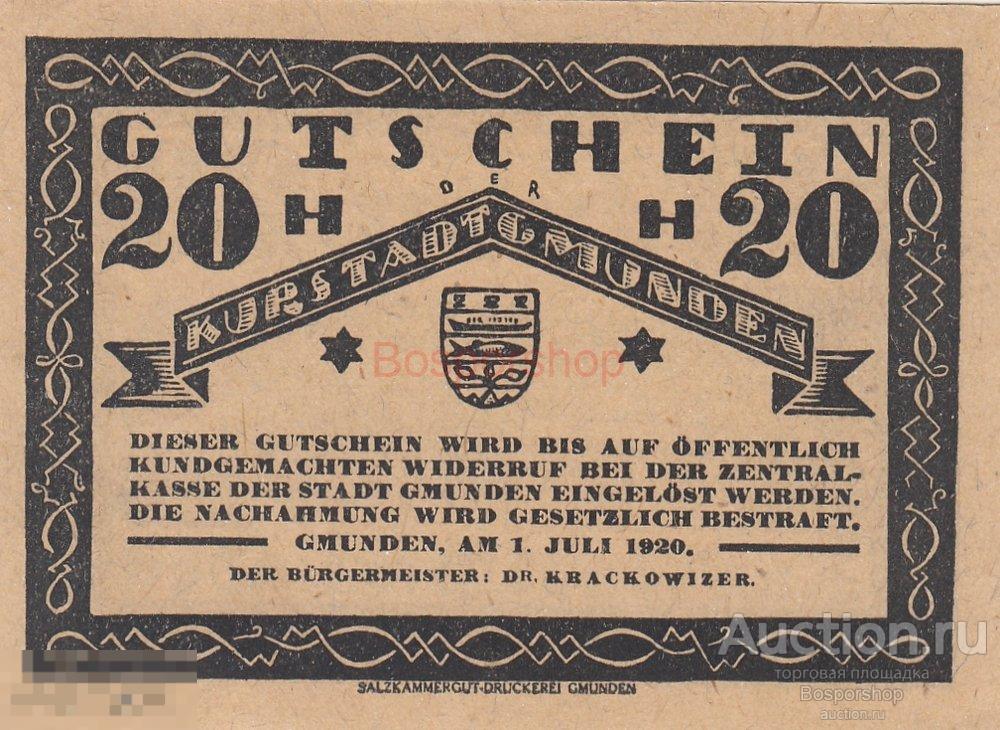 GUTSCHEIN
20 H DER H 20
KURSTADT GMUNDEN
Bosporshop
DIESER GUTSCHEIN WIRD BIS AUF ÖFFENTLICH
KUNDGEMACHTEN WIDERRUF BEI DER ZENTRAL-
KASSE DER STADT GMUNDEN EINGELÖST WERDEN.
DIE NACHAHMUNG WIRD GESETZLICH BESTRAFT.
GMUNDEN, AM 1. JULI 1920.
DER BÜRGERMEISTER: DR. KRACKOWIZER.
SALZKAMMERGUT-DRUCKEREI GMUNDEN
Auction.ru
торговая площадка
Bosporshop
auction.ru